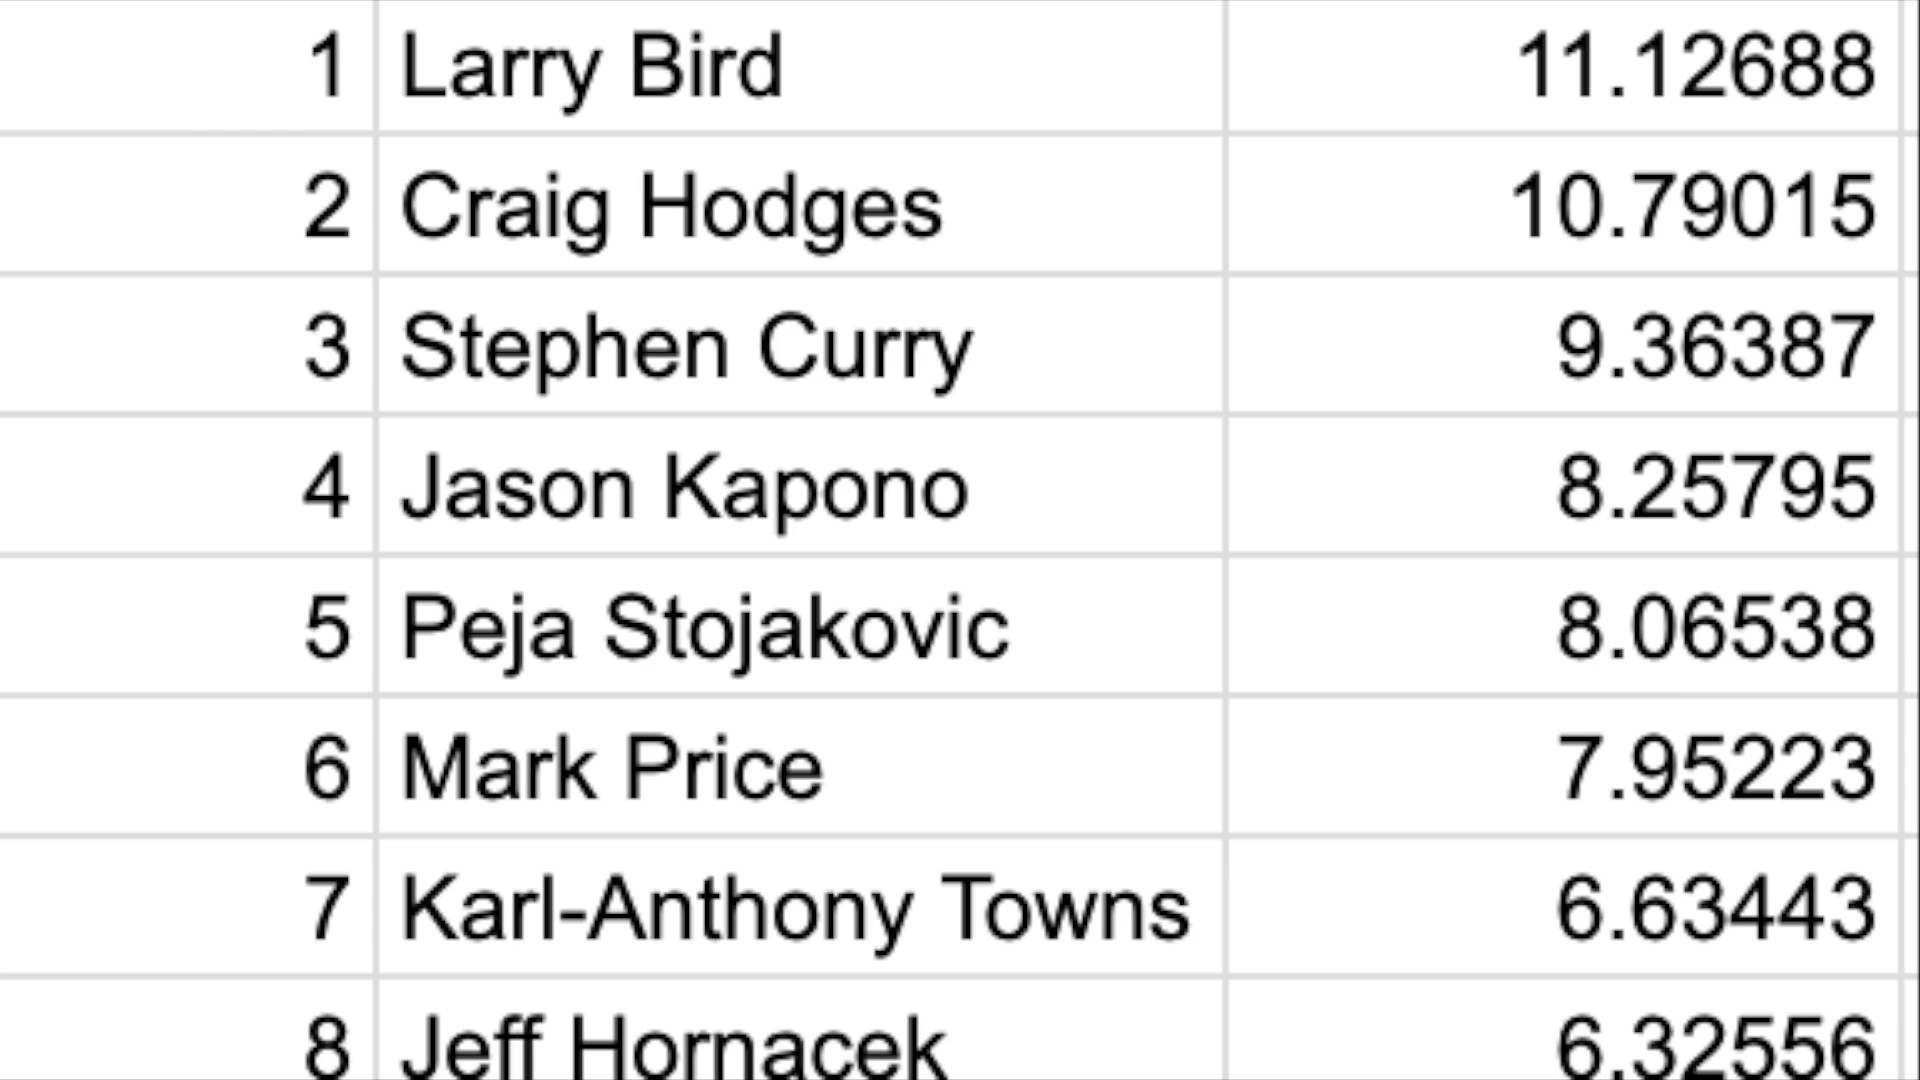 1 Larry Bird 11.12688
2 Craig Hodges 10.79015
3 Stephen Curry 9.36387
4 Jason Kapono 8.25795
5 Peja Stojakovic 8.06538
6 Mark Price 7.95223
7 Karl-Anthony Towns 6.63443
8 Jeff Hornacek 6.32556